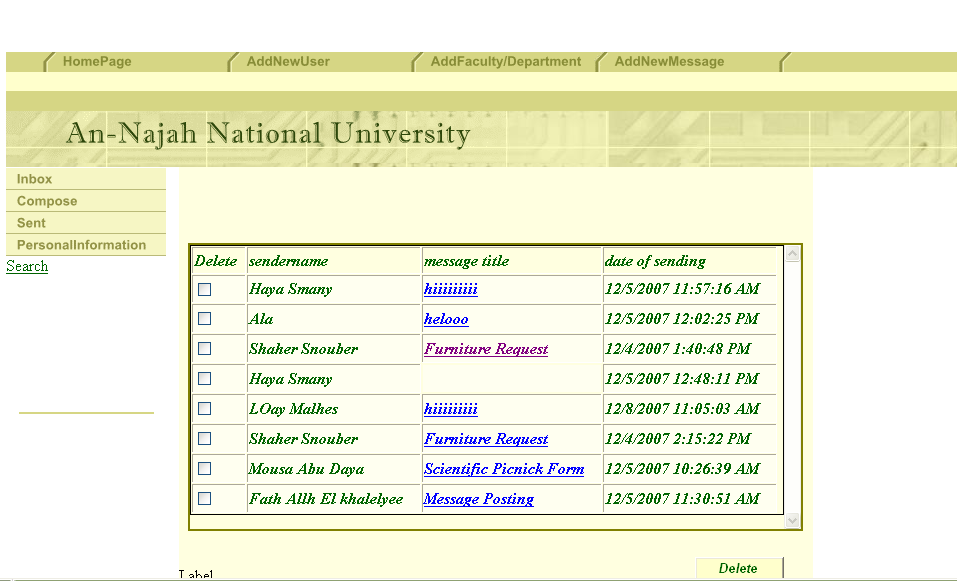 HomePage AddNewUser AddFaculty/Department AddNewMessage
An-Najah National University
Inbox
Compose
Sent
PersonalInformation
Search
Delete sendername message title date of sending
Haya Smany hiiiiiiiii 12/5/2007 11:57:16 AM
Ala helooo 12/5/2007 12:02:25 PM
Shaher Snouber Furniture Request 12/4/2007 1:40:48 PM
Haya Smany 12/5/2007 12:48:11 PM
LOay Malhes hiiiiiiiii 12/8/2007 11:05:03 AM
Shaher Snouber Furniture Request 12/4/2007 2:15:22 PM
Mousa Abu Daya Scientific Picnick Form 12/5/2007 10:26:39 AM
Fath Allh El khalelyee Message Posting 12/5/2007 11:30:51 AM
Delete
Label